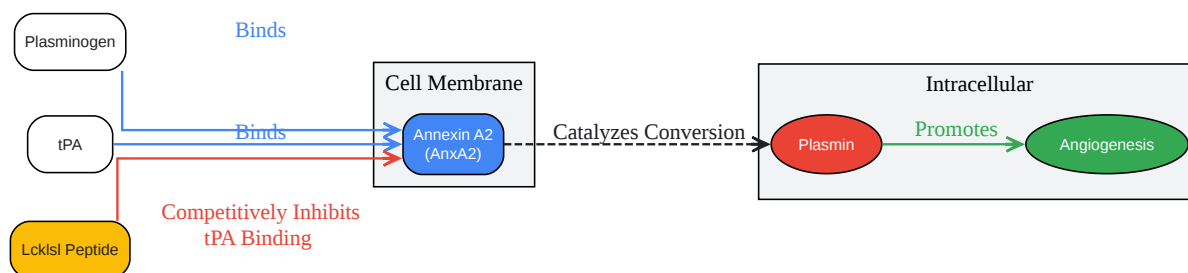 Plasminogen
Binds
tPA
Binds
Lcklsl Peptide
Competitively Inhibits
tPA Binding
Cell Membrane
Annexin A2
(AnxA2)
Catalyzes Conversion
Intracellular
Plasmin
Promotes
Angiogenesis